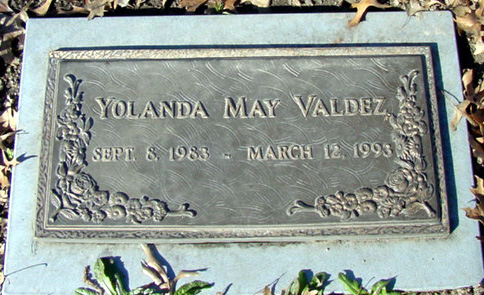 YOLANDA MAY VALDEZ
SEPT. 8, 1983 - MARCH 12, 1993